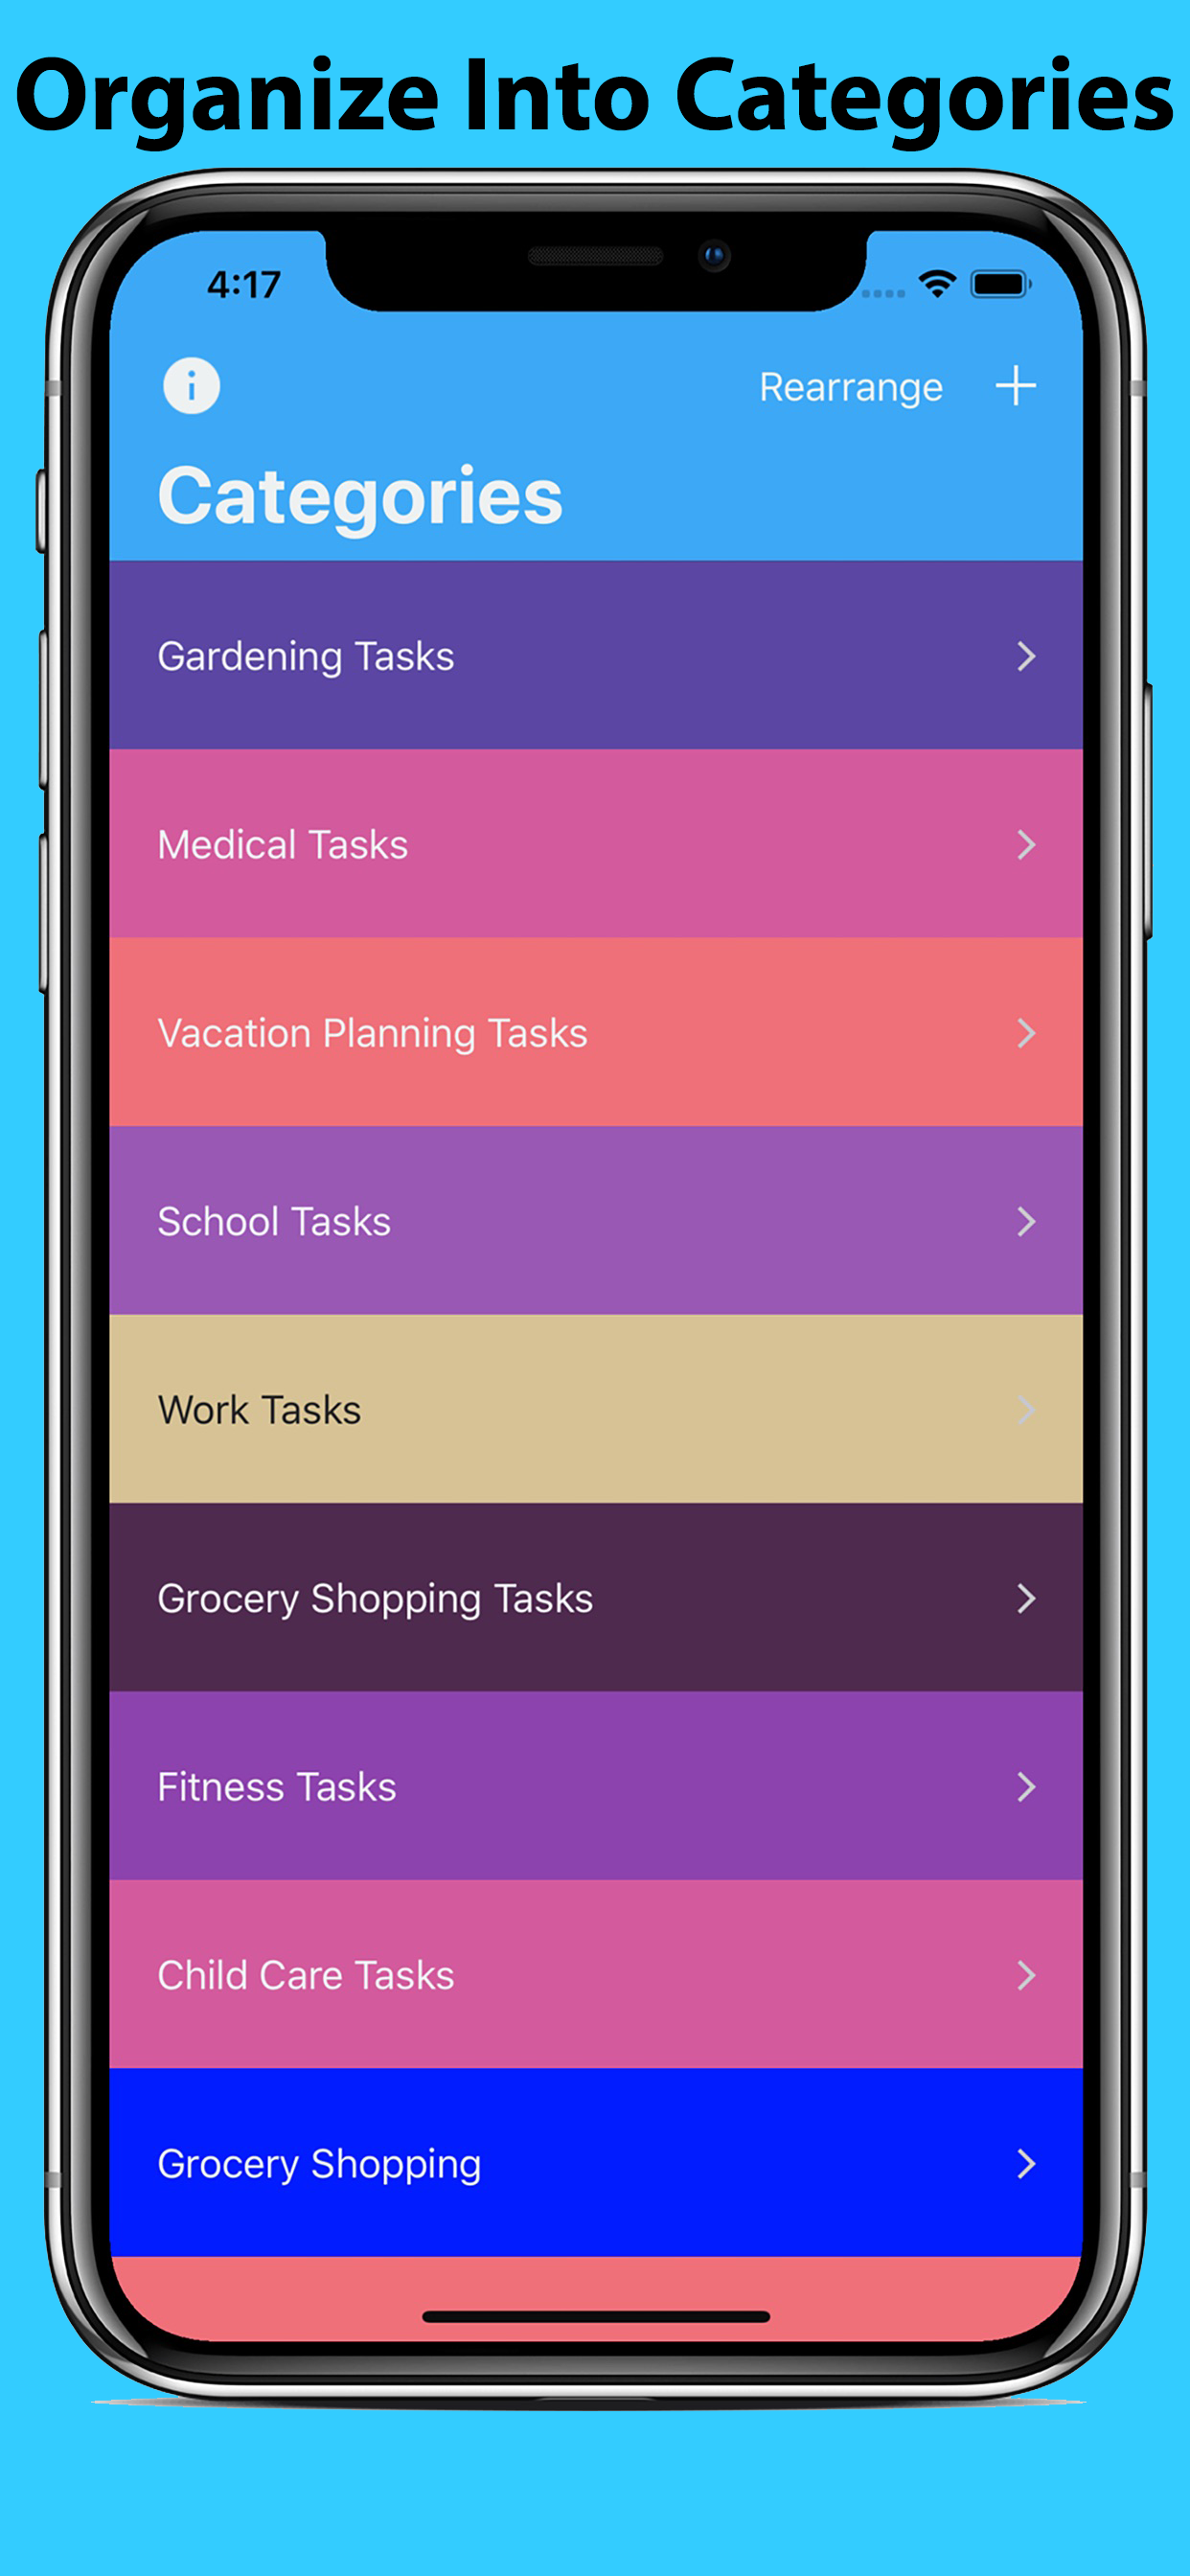 Organize Into Categories
4:17
Rearrange +
Categories
Gardening Tasks
Medical Tasks
Vacation Planning Tasks
School Tasks
Work Tasks
Grocery Shopping Tasks
Fitness Tasks
Child Care Tasks
Grocery Shopping